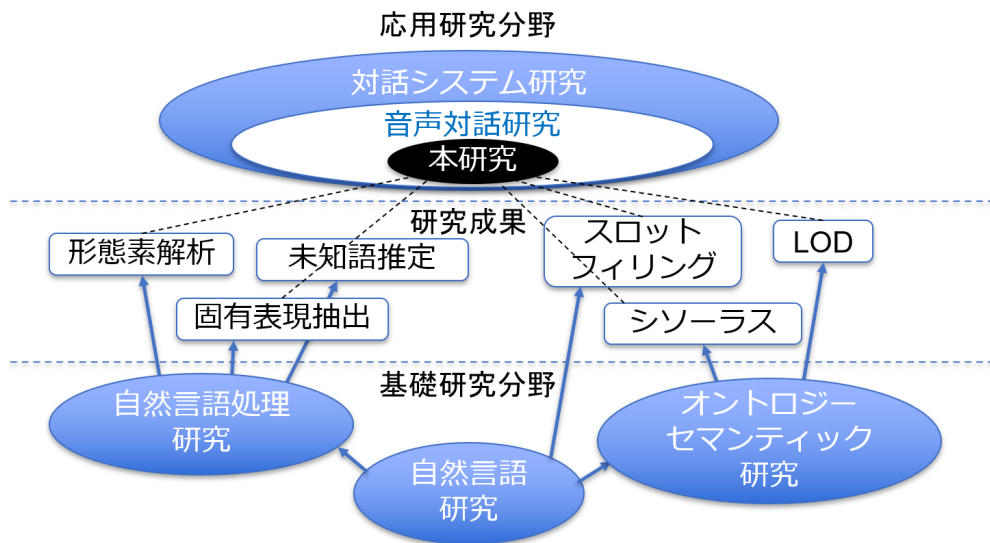 応用研究分野
対話システム研究
音声対話研究
本研究
研究成果
形態素解析
未知語推定
スロット
フィリング
LOD
固有表現抽出
シソーラス
基礎研究分野
自然言語処理
研究
自然言語
研究
オントロジー
セマンティック
研究